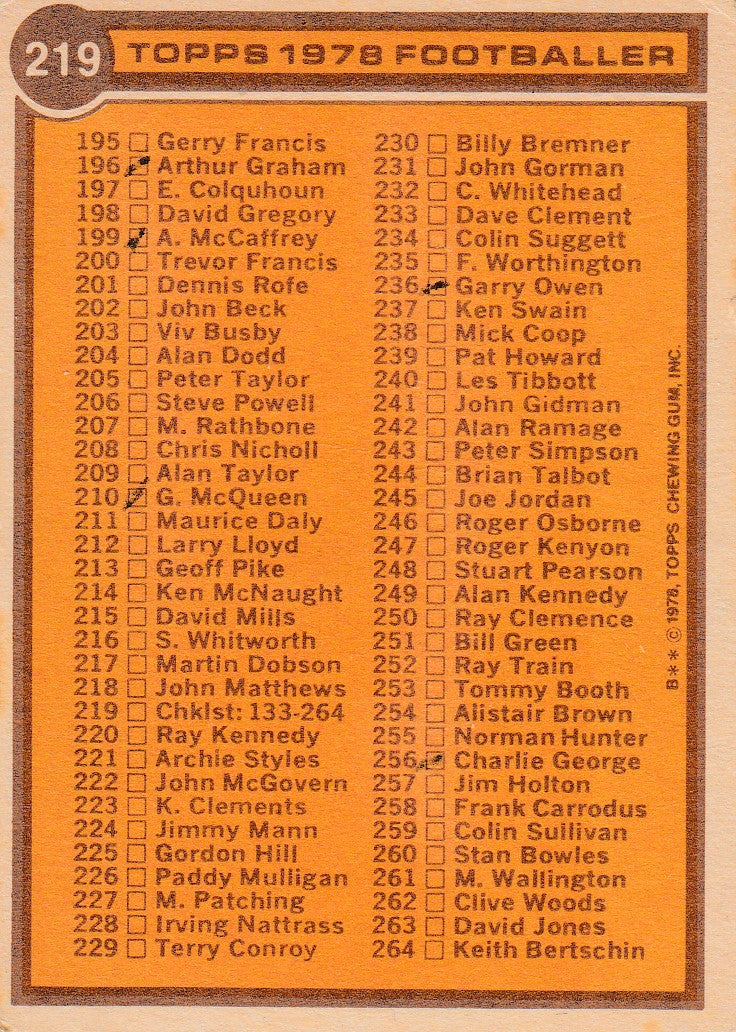 219 TOPPS 1978 FOOTBALLER
195 Gerry Francis
196 Arthur Graham
197 E. Colquhoun
198 David Gregory
199 A. McCaffrey
200 Trevor Francis
201 Dennis Rofe
202 John Beck
203 Viv Busby
204 Alan Dodd
205 Peter Taylor
206 Steve Powell
207 M. Rathbone
208 Chris Nicholl
209 Alan Taylor
210 G. McQueen
211 Maurice Daly
212 Larry Lloyd
213 Geoff Pike
214 Ken McNaught
215 David Mills
216 S. Whitworth
217 Martin Dobson
218 John Matthews
219 Chklst: 133-264
220 Ray Kennedy
221 Archie Styles
222 John McGovern
223 K. Clements
224 Jimmy Mann
225 Gordon Hill
226 Paddy Mulligan
227 M. Patching
228 Irving Nattrass
229 Terry Conroy
230 Billy Bremner
231 John Gorman
232 C. Whitehead
233 Dave Clement
234 Colin Suggett
235 F. Worthington
236 Garry Owen
237 Ken Swain
238 Mick Coop
239 Pat Howard
240 Les Tibbott
241 John Gidman
242 Alan Ramage
243 Peter Simpson
244 Brian Talbot
245 Joe Jordan
246 Roger Osborne
247 Roger Kenyon
248 Stuart Pearson
249 Alan Kennedy
250 Ray Clemence
251 Bill Green
252 Ray Train
253 Tommy Booth
254 Alistair Brown
255 Norman Hunter
256 Charlie George
257 Jim Holton
258 Frank Carrodus
259 Colin Sullivan
260 Stan Bowles
261 M. Wallington
262 Clive Woods
263 David Jones
264 Keith Bertschin
B** © 1978, TOPPS CHEWING GUM, INC.